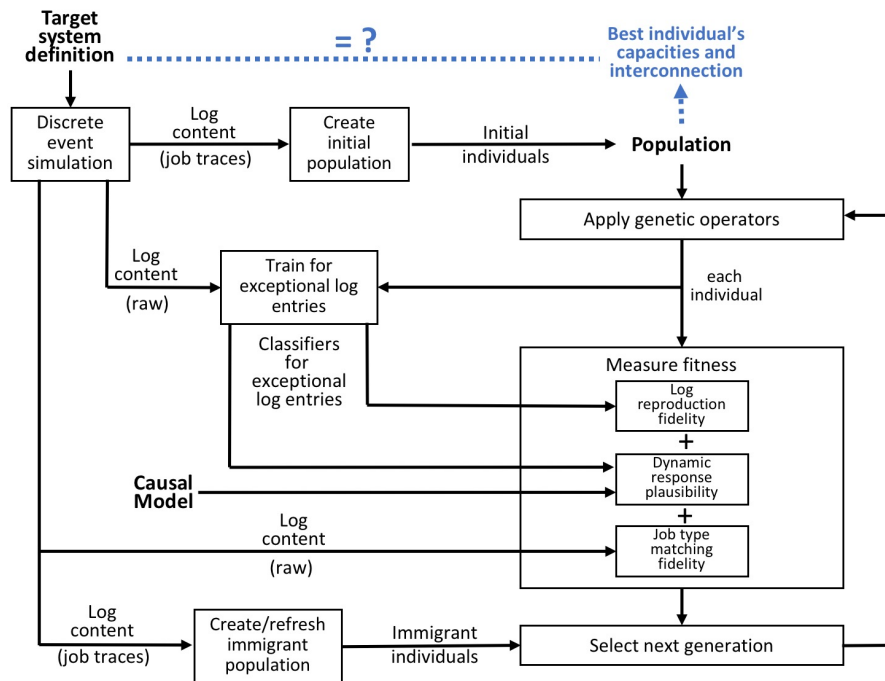 Target
system
definition
= ?
Best individual's
capacities and
interconnection
Discrete
event
simulation
Log
content
(job traces)
Create
initial
population
Initial
individuals
Population
Apply genetic operators
Log
content
(raw)
Train for
exceptional log
entries
each
individual
Classifiers
for
exceptional
log entries
Measure fitness
Log
reproduction
fidelity
+
Dynamic
response
plausibility
+
Job type
matching
fidelity
Causal
Model
Log
content
(raw)
Log
content
(job traces)
Create/refresh
immigrant
population
Immigrant
individuals
Select next generation